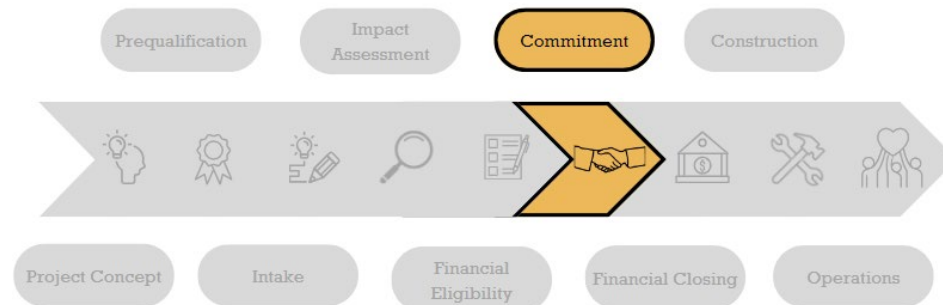 Prequalification
Impact
Assessment
Commitment
Construction
$
Project Concept
Intake
Financial
Eligibility
Financial Closing
Operations